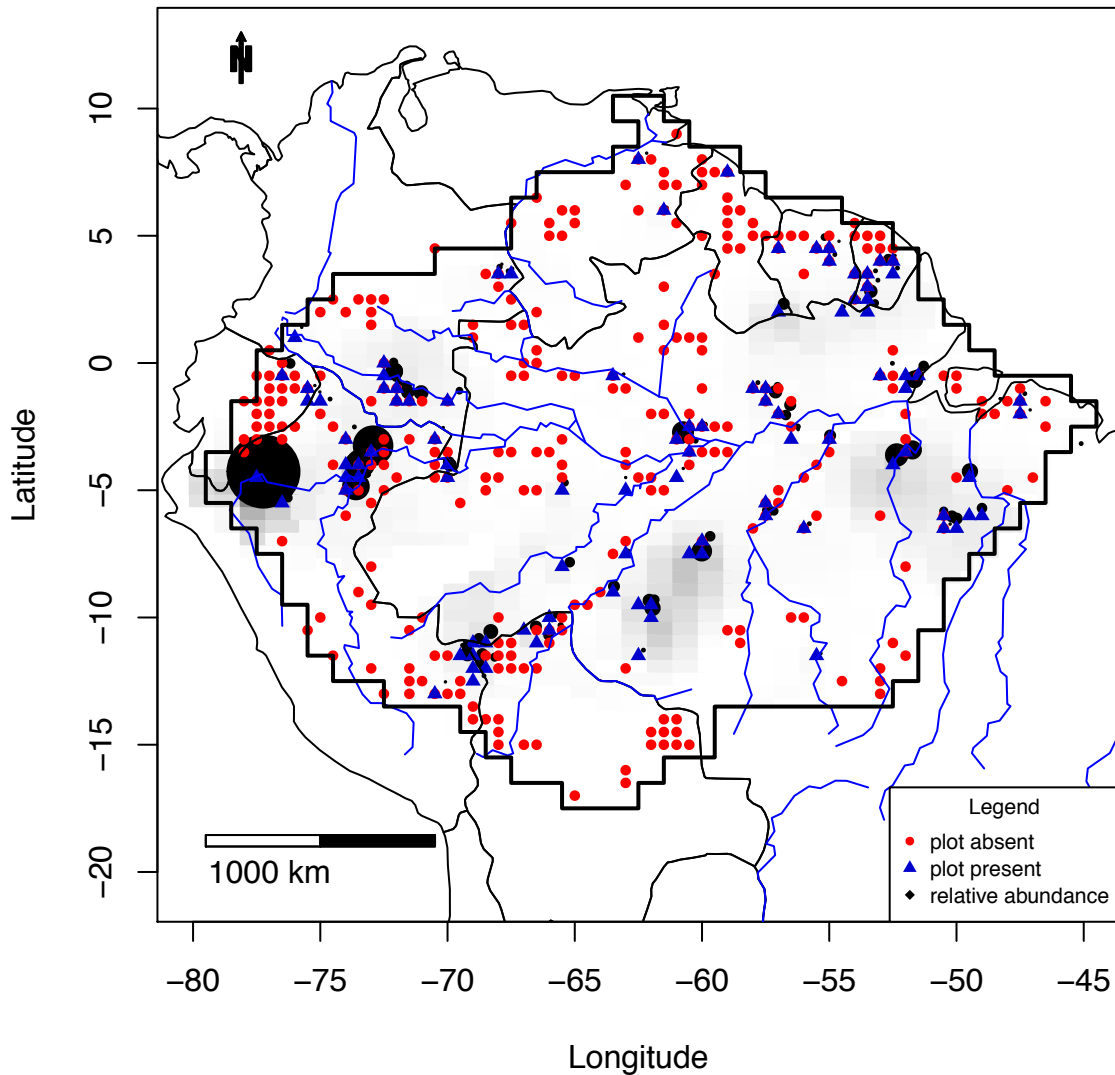 N
10
5
0
−5
−10
−15
−20
Latitude
1000 km
Legend
plot absent
plot present
relative abundance
−80
−75
−70
−65
−60
−55
−50
−45
Longitude